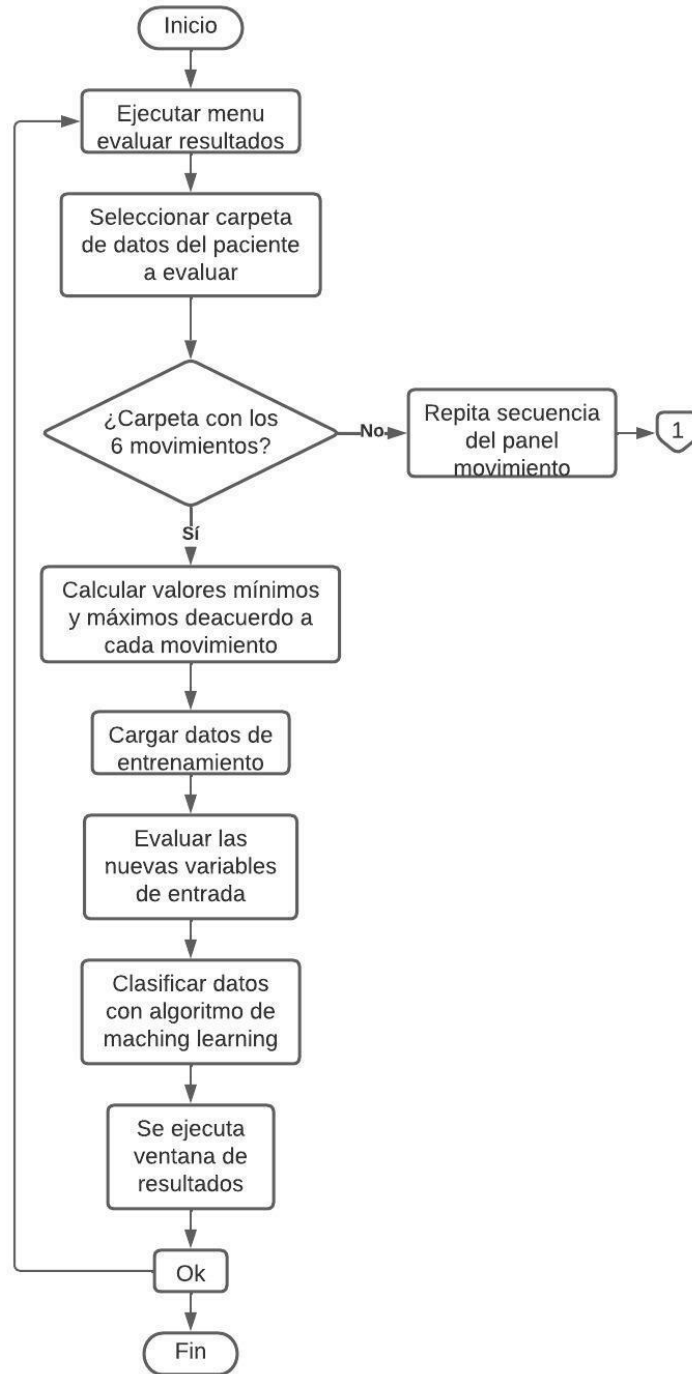 Inicio
Ejecutar menu
evaluar resultados
Seleccionar carpeta
de datos del paciente
a evaluar
¿Carpeta con los
6 movimientos?
No
Repita secuencia
del panel
movimiento
1
Sí
Calcular valores mínimos
y máximos deacuerdo a
cada movimiento
Cargar datos de
entrenamiento
Evaluar las
nuevas variables
de entrada
Clasificar datos
con algoritmo de
maching learning
Se ejecuta
ventana de
resultados
Ok
Fin